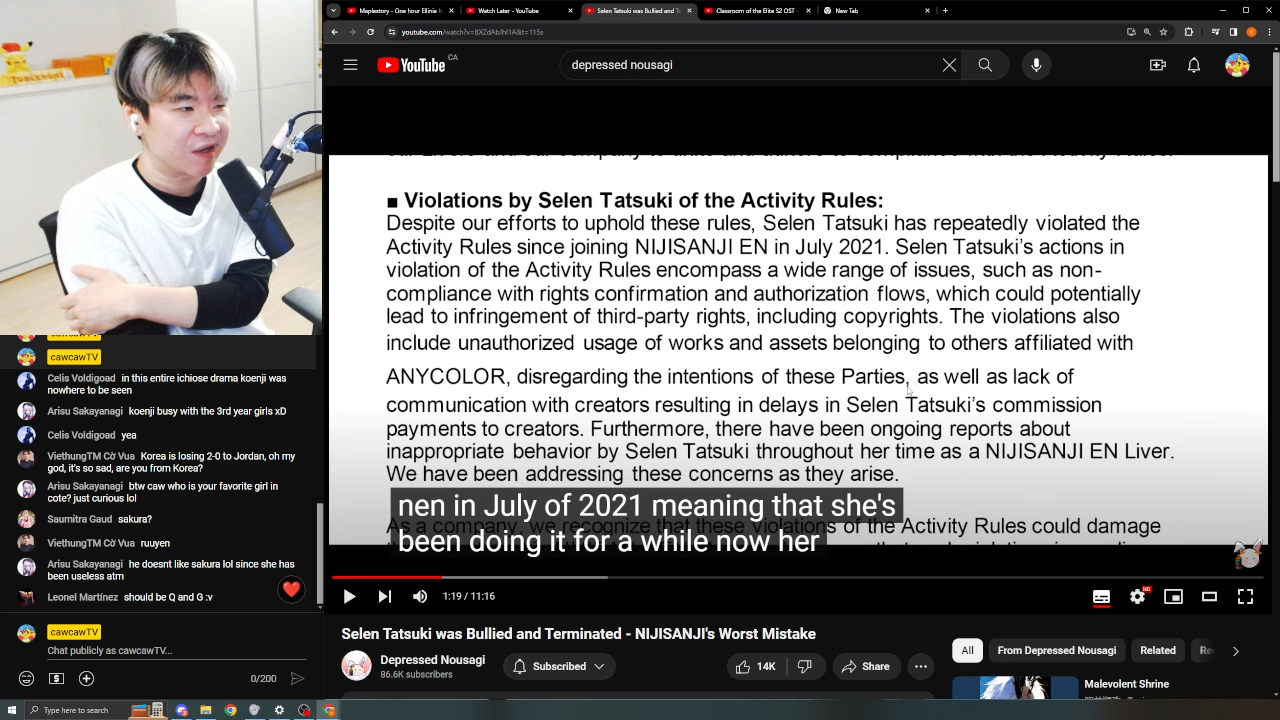 Maplestory - One hour Ellinia
Watch Later - YouTube
Selen Tatsuki was Bullied and T
Classroom of the Elite S2 OST -
New Tab
youtube.com/watch?v=8XZdAbJhI1A&t=115s
YouTube CA
depressed nousagi
■ Violations by Selen Tatsuki of the Activity Rules:
Despite our efforts to uphold these rules, Selen Tatsuki has repeatedly violated the
Activity Rules since joining NIJISANJI EN in July 2021. Selen Tatsuki's actions in
violation of the Activity Rules encompass a wide range of issues, such as non-
compliance with rights confirmation and authorization flows, which could potentially
lead to infringement of third-party rights, including copyrights. The violations also
include unauthorized usage of works and assets belonging to others affiliated with
ANYCOLOR, disregarding the intentions of these Parties, as well as lack of
communication with creators resulting in delays in Selen Tatsuki's commission
payments to creators. Furthermore, there have been ongoing reports about
inappropriate behavior by Selen Tatsuki throughout her time as a NIJISANJI EN Liver.
We have been addressing these concerns as they arise.
nen in July of 2021 meaning that she's
As a company, we recognize that these violations of the Activity Rules could damage
been doing it for a while now her
1:19 / 11:16
HD
Selen Tatsuki was Bullied and Terminated - NIJISANJI's Worst Mistake
Depressed Nousagi
86.6K subscribers
Subscribed
14K
Share
All
From Depressed Nousagi
Related
Re
Malevolent Shrine
cawcawTV
Celis Voldigoad in this entire ichiose drama koenji was
nowhere to be seen
Arisu Sakayanagi koenji busy with the 3rd year girls xD
Celis Voldigoad yea
ViethungTM Cờ Vua Korea is losing 2-0 to Jordan, oh my
god, it's so sad, are you from Korea?
Arisu Sakayanagi btw caw who is your favorite girl in
cote? just curious lol
Saumitra Gaud sakura?
ViethungTM Cờ Vua ruuyen
Arisu Sakayanagi he doesnt like sakura lol since she has
been useless atm
Leonel Martínez should be Q and G :v
cawcawTV
Chat publicly as cawcawTV...
0/200
Type here to search